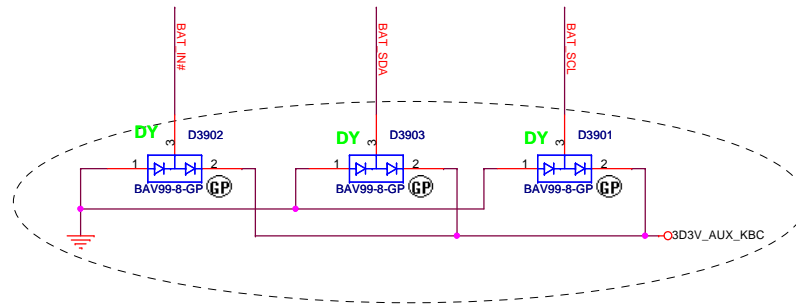 BAT_IN#
BAT_SDA
BAT_SCL
DY
D3902
DY
D3903
DY
D3901
3
3
3
1
2
1
2
1
2
BAV99-8-GP
GP
BAV99-8-GP
GP
BAV99-8-GP
GP
3D3V_AUX_KBC